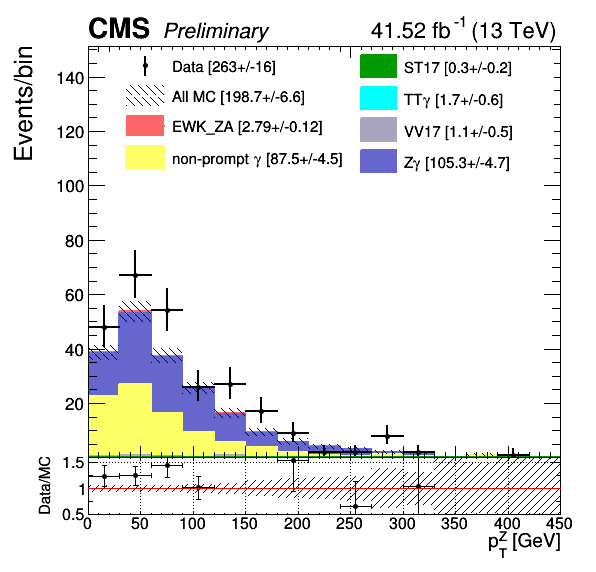 CMS Preliminary 41.52 fb⁻¹ (13 TeV)
Events/bin
Data [263+/-16]
All MC [198.7+/-6.6]
EWK_ZA [2.79+/-0.12]
non-prompt γ [87.5+/-4.5]
ST17 [0.3+/-0.2]
TTγ [1.7+/-0.6]
VV17 [1.1+/-0.5]
Zγ [105.3+/-4.7]
140
120
100
80
60
40
20
Data/MC
1.5
1
0.5
0 50 100 150 200 250 300 350 400 450
p_T^Z [GeV]